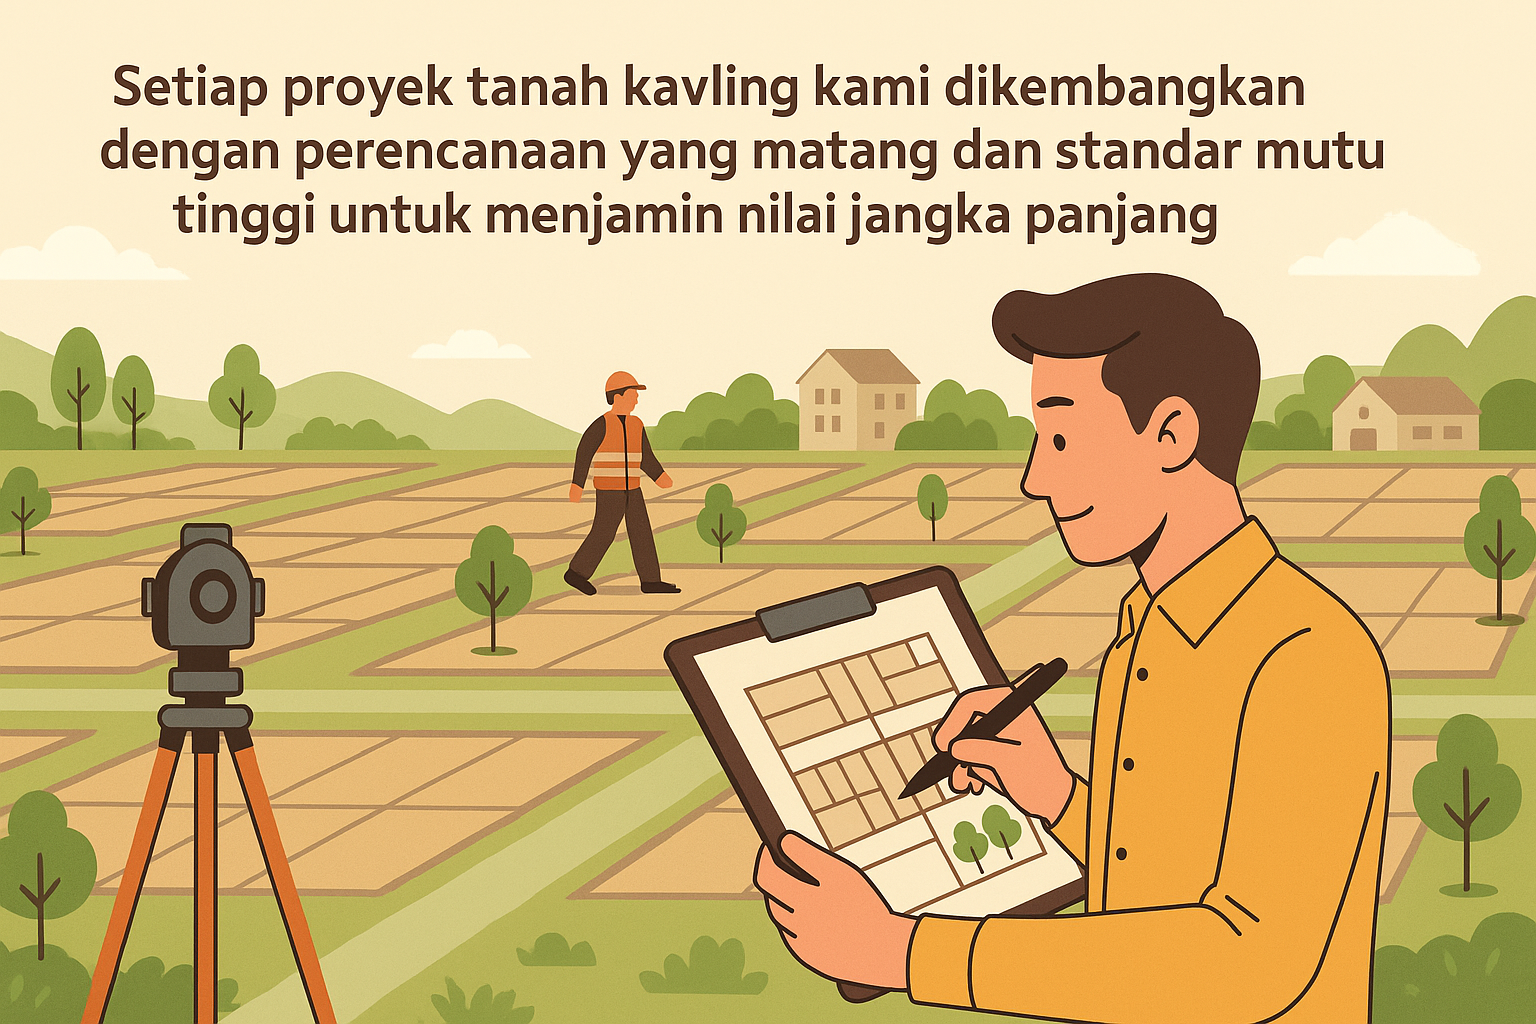 Setiap proyek tanah kavling kami dikembangkan
dengan perencanaan yang matang dan standar mutu
tinggi untuk menjamin nilai jangka panjang